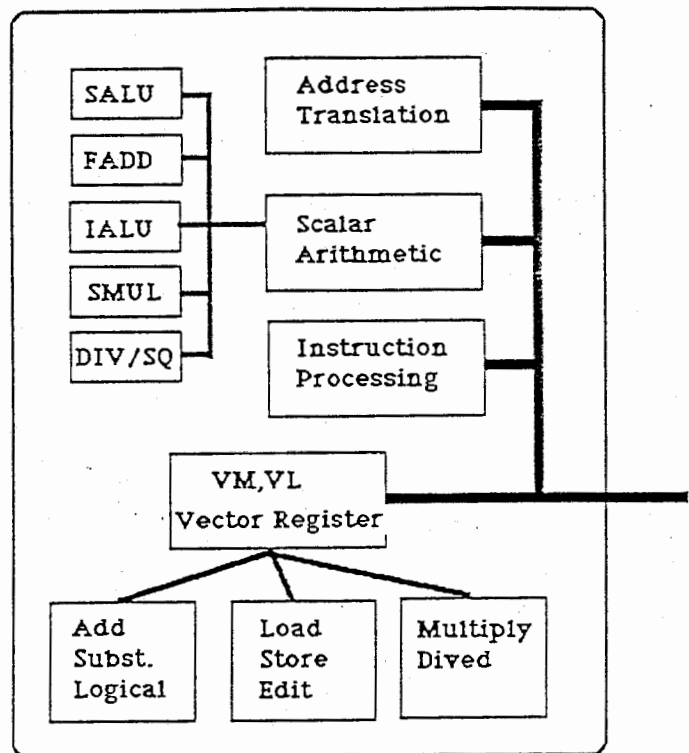 SALU
FADD
IALU
SMUL
DIV/SQ
Address
Translation
Scalar
Arithmetic
Instruction
Processing
VM,VL
Vector Register
Add
Subst.
Logical
Load
Store
Edit
Multiply
Dived